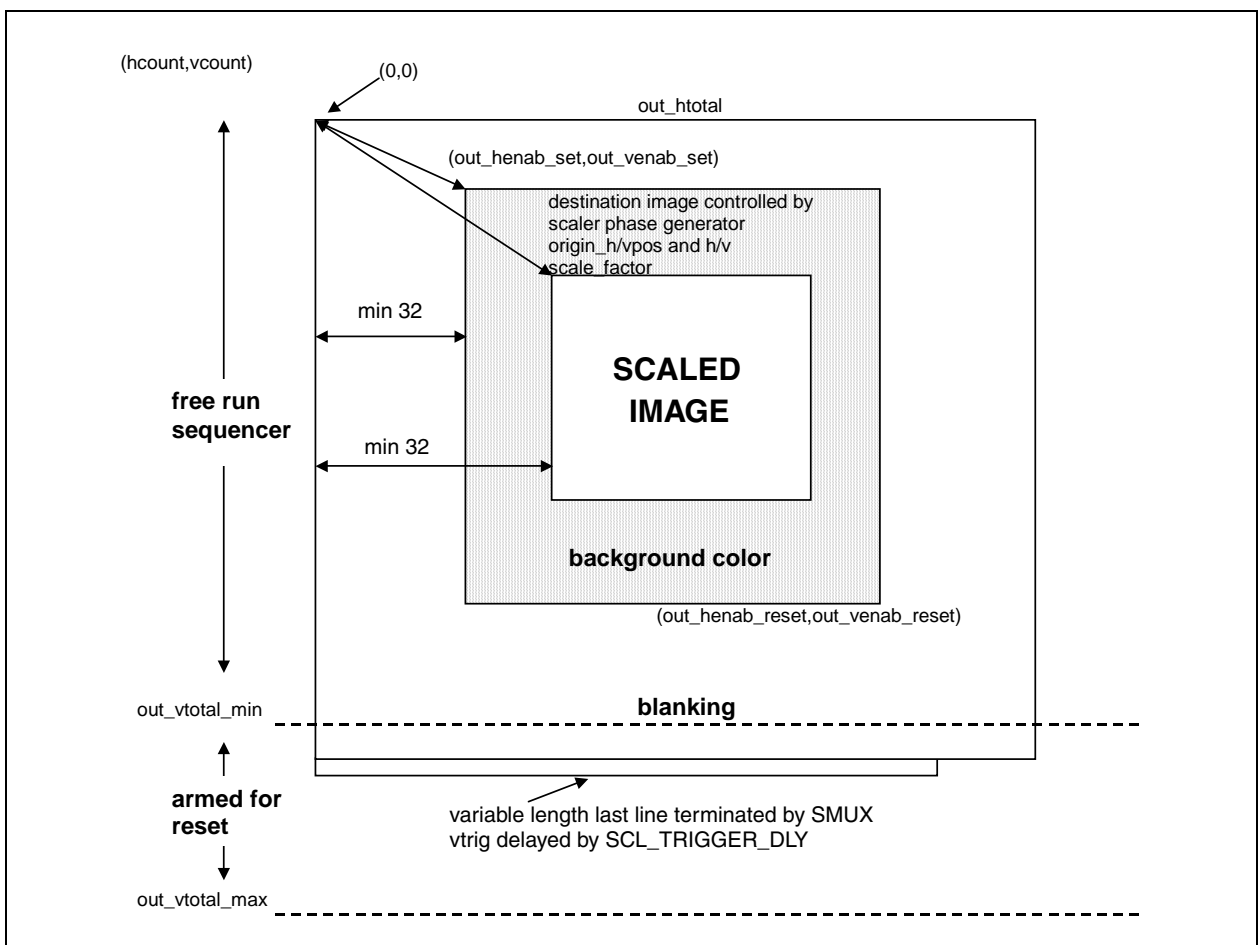 (hcount,vcount)
(0,0)
out_htotal
(out_henab_set,out_venab_set)
destination image controlled by
scaler phase generator
origin_h/vpos and h/v
scale_factor
min 32
SCALED
IMAGE
free run
sequencer
min 32
background color
(out_henab_reset,out_venab_reset)
out_vtotal_min
blanking
armed for
reset
variable length last line terminated by SMUX
vtrig delayed by SCL_TRIGGER_DLY
out_vtotal_max